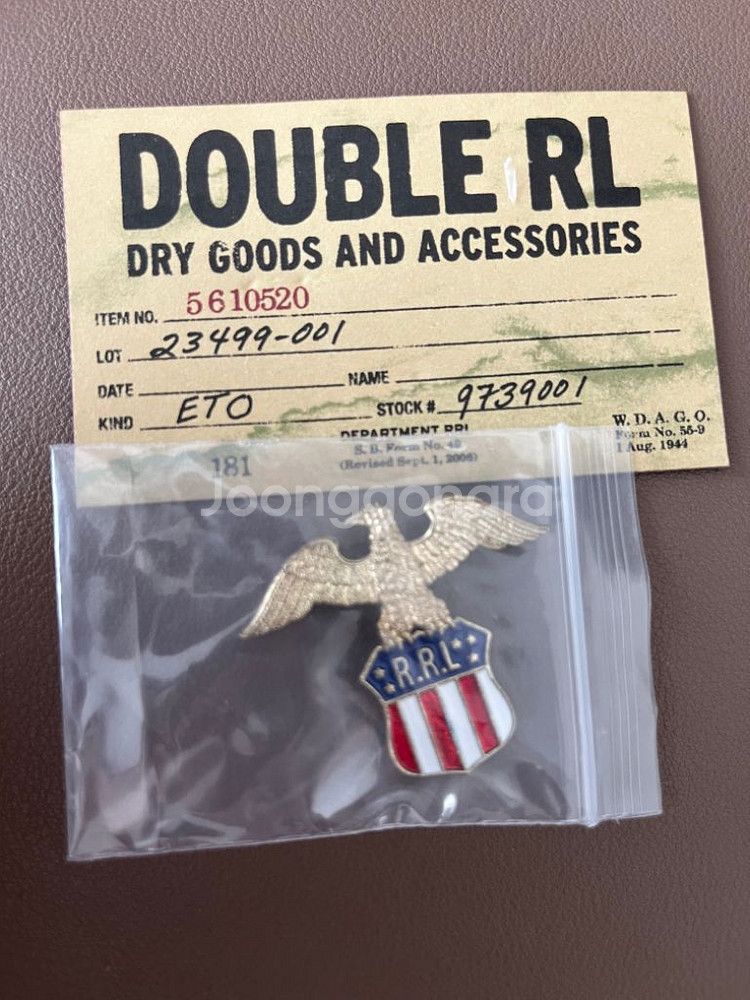 DOUBLE RL
DRY GOODS AND ACCESSORIES
ITEM NO. 5610520
LOT 23499-001
DATE NAME
KIND ETO STOCK # 9739001
DEPARTMENT RRL
S. B. Form No. 49
(Revised Sept. 1, 2006)
181
W. D. A. G. O.
Form No. 55-9
1 Aug. 1944
Joonggonara
R.R.L